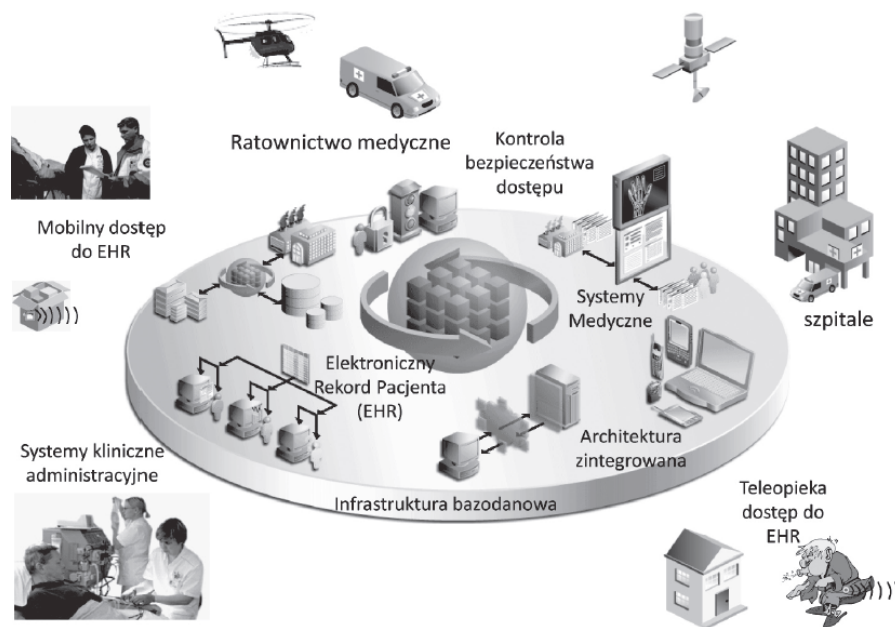 Ratownictwo medyczne
Kontrola
bezpieczeństwa
dostępu
Mobilny dostęp
do EHR
Systemy
Medyczne
szpitale
Elektroniczny
Rekord Pacjenta
(EHR)
Architektura
zintegrowana
Systemy kliniczne
administracyjne
Infrastruktura bazodanowa
Teleopieka
dostęp do
EHR